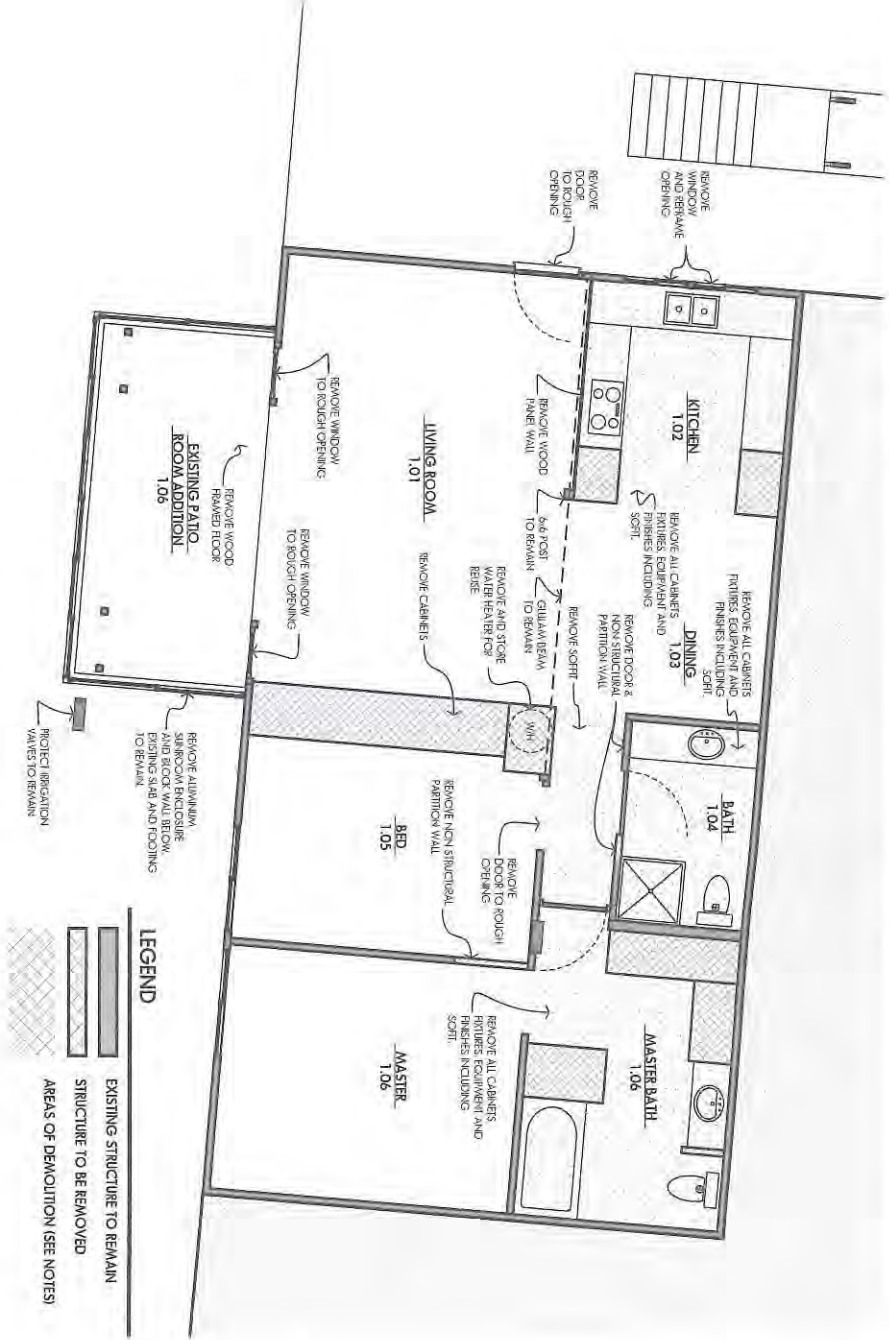 REMOVE
WINDOW
AND REFRAME
OPENING
REMOVE
DOOR
TO ROUGH
OPENING
KITCHEN
1.02
REMOVE WOOD
PANEL WALL
6x6 POST
TO REMAIN
GLULAM BEAM
TO REMAIN
REMOVE ALL CABINETS
FIXTURES, EQUIPMENT AND
FINISHES INCLUDING
SOFIT.
DINING
1.03
REMOVE ALL CABINETS
FIXTURES, EQUIPMENT AND
FINISHES INCLUDING
SOFIT.
REMOVE DOOR &
NON STRUCTURAL
PARTITION WALL
REMOVE SOFFIT
BATH
1.04
LIVING ROOM
1.01
REMOVE AND STORE
WATER HEATER FOR
REUSE
REMOVE CABINETS
W/H
REMOVE WINDOW
TO ROUGH OPENING
REMOVE WINDOW
TO ROUGH OPENING
REMOVE WOOD
FRAMED FLOOR
EXISTING PATIO
ROOM ADDITION
1.06
BED
1.05
REMOVE NON STRUCTURAL
PARTITION WALL
REMOVE
DOOR TO ROUGH
OPENING
MASTER BATH
1.06
REMOVE ALL CABINETS
FIXTURES, EQUIPMENT AND
FINISHES INCLUDING
SOFIT.
MASTER
1.06
REMOVE ALUMINUM
SUNROOM ENCLOSURE
AND BLOCK WALL BELOW.
EXISTING SLAB AND FOOTING
TO REMAIN.
PROTECT IRRIGATION
VALVES TO REMAIN
LEGEND
EXISTING STRUCTURE TO REMAIN
STRUCTURE TO BE REMOVED
AREAS OF DEMOLITION (SEE NOTES)